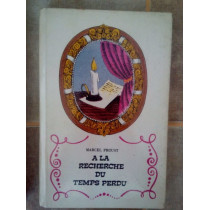 MARCEL PROUST
A LA
RECHERCHE
DU
TEMPS PERDU